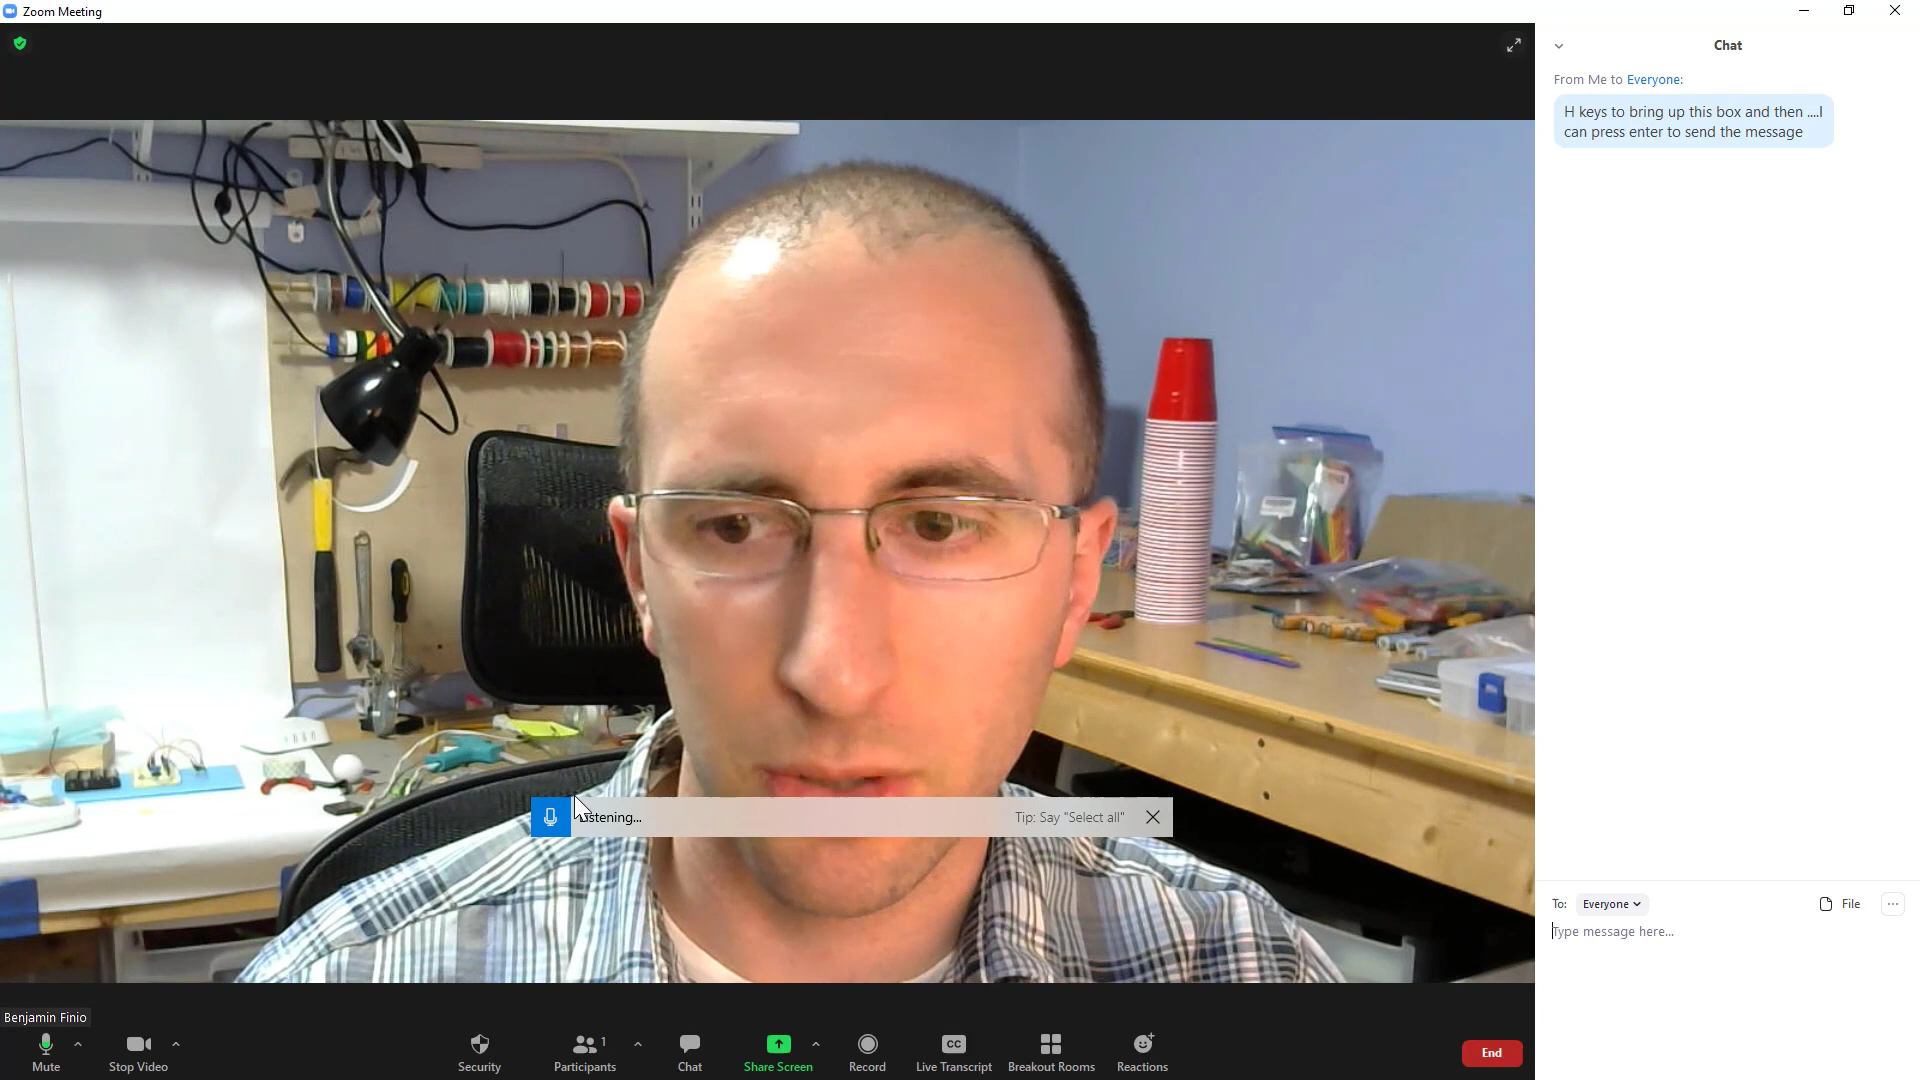 Zoom Meeting
Chat
From Me to Everyone:
H keys to bring up this box and then ....I
can press enter to send the message
stening...
Tip: Say "Select all"
To: Everyone
File
Type message here...
Benjamin Finio
Mute
Stop Video
Security
1
Participants
Chat
Share Screen
Record
CC
Live Transcript
Breakout Rooms
Reactions
End